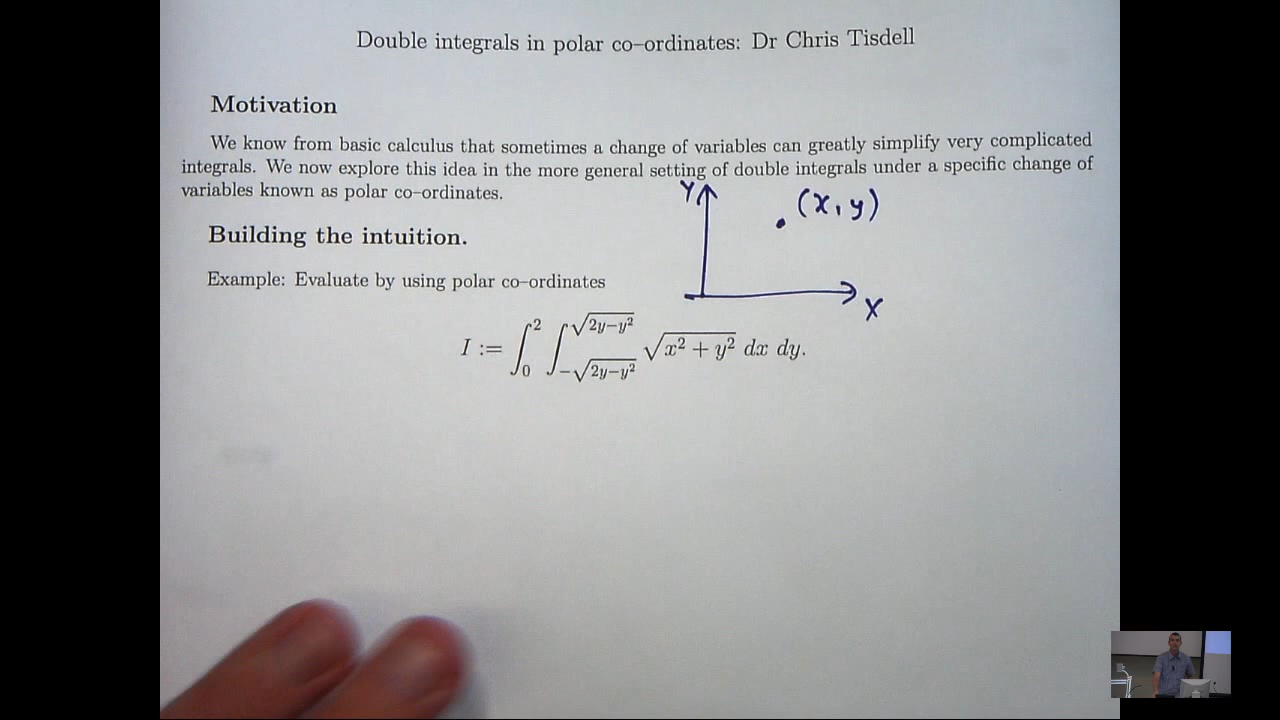 Double integrals in polar co–ordinates: Dr Chris Tisdell
Motivation
We know from basic calculus that sometimes a change of variables can greatly simplify very complicated
integrals. We now explore this idea in the more general setting of double integrals under a specific change of
variables known as polar co–ordinates.
Y
(x, y)
Building the intuition.
Example: Evaluate by using polar co–ordinates
X
I := ∫₀² ∫_{−√(2y−y²)}^{√(2y−y²)} √(x² + y²) dx dy.